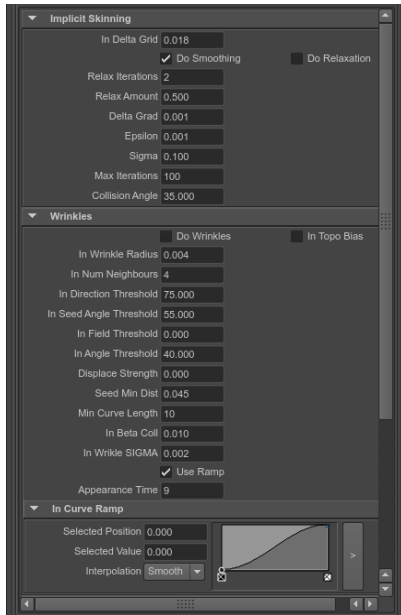 Implicit Skinning
In Delta Grid 0.018
Do Smoothing Do Relaxation
Relax Iterations 2
Relax Amount 0.500
Delta Grad 0.001
Epsilon 0.001
Sigma 0.100
Max Iterations 100
Collision Angle 35.000
Wrinkles
Do Wrinkles In Topo Bias
In Wrinkle Radius 0.004
In Num Neighbours 4
In Direction Threshold 75.000
In Seed Angle Threshold 55.000
In Field Threshold 0.000
In Angle Threshold 40.000
Displace Strength 0.000
Seed Min Dist 0.045
Min Curve Length 10
In Beta Coll 0.010
In Wrikle SIGMA 0.002
Use Ramp
Appearance Time 9
In Curve Ramp
Selected Position 0.000
Selected Value 0.000
Interpolation Smooth
>